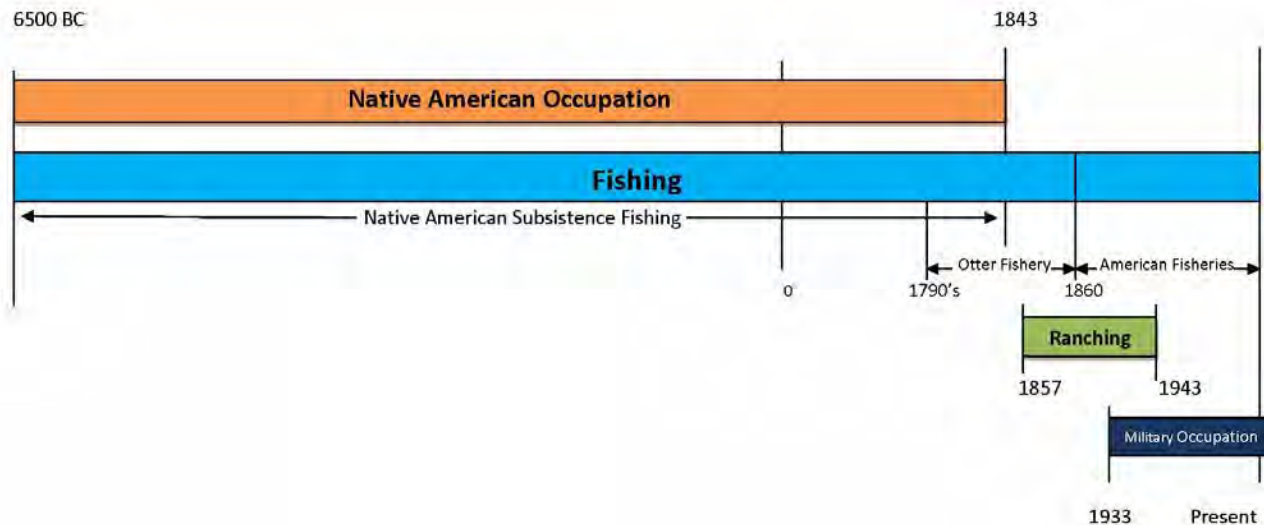 6500 BC
1843
Native American Occupation
Fishing
Native American Subsistence Fishing
Otter Fishery
American Fisheries
0
1790's
1860
Ranching
1857
1943
Military Occupation
1933
Present